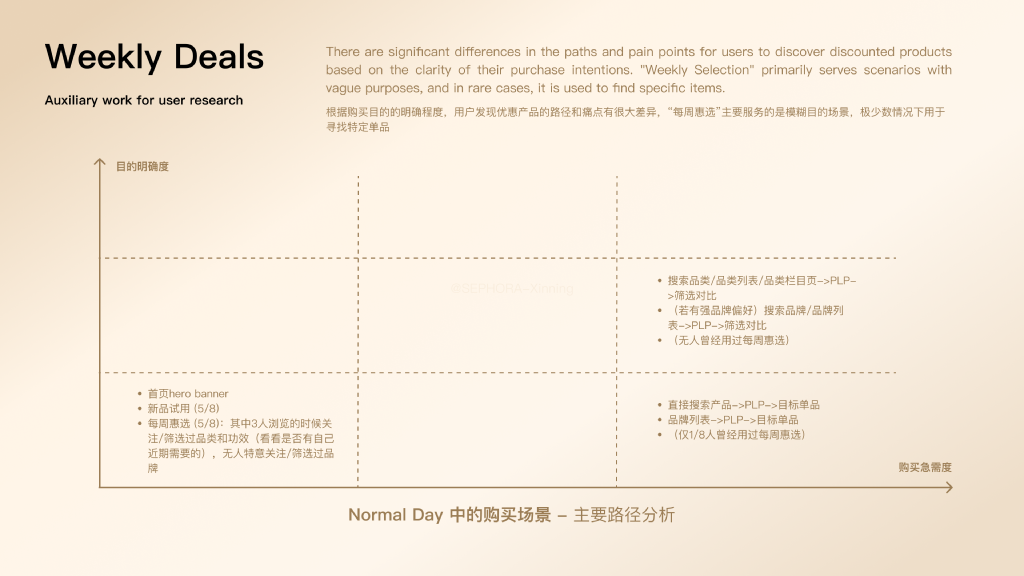 Weekly Deals
Auxiliary work for user research
There are significant differences in the paths and pain points for users to discover discounted products
based on the clarity of their purchase intentions. "Weekly Selection" primarily serves scenarios with
vague purposes, and in rare cases, it is used to find specific items.
根据购买目的的明确程度，用户发现优惠产品的路径和痛点有很大差异，“每周惠选”主要服务的是模糊目的场景，极少数情况下用于
寻找特定单品
目的明确度
• 搜索品类/品类列表/品类栏目页->PLP-
>筛选对比
• （若有强品牌偏好）搜索品牌/品牌列
表->PLP->筛选对比
• （无人曾经用过每周惠选）
• 首页hero banner
• 新品试用 (5/8)
• 每周惠选 (5/8)：其中3人浏览的时候关
注/筛选过品类和功效（看看是否有自己
近期需要的），无人特意关注/筛选过品
牌
• 直接搜索产品->PLP->目标单品
• 品牌列表->PLP->目标单品
• （仅1/8人曾经用过每周惠选）
购买急需度
Normal Day 中的购买场景 – 主要路径分析